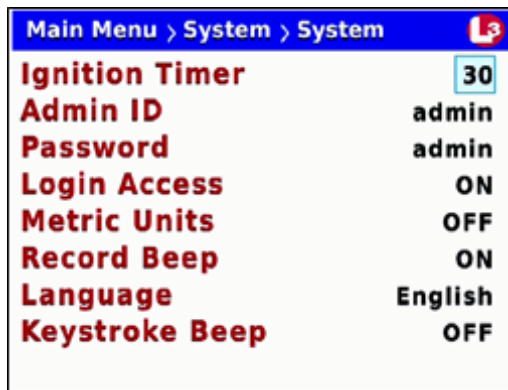 Main Menu > System > System L3
Ignition Timer 30
Admin ID admin
Password admin
Login Access ON
Metric Units OFF
Record Beep ON
Language English
Keystroke Beep OFF